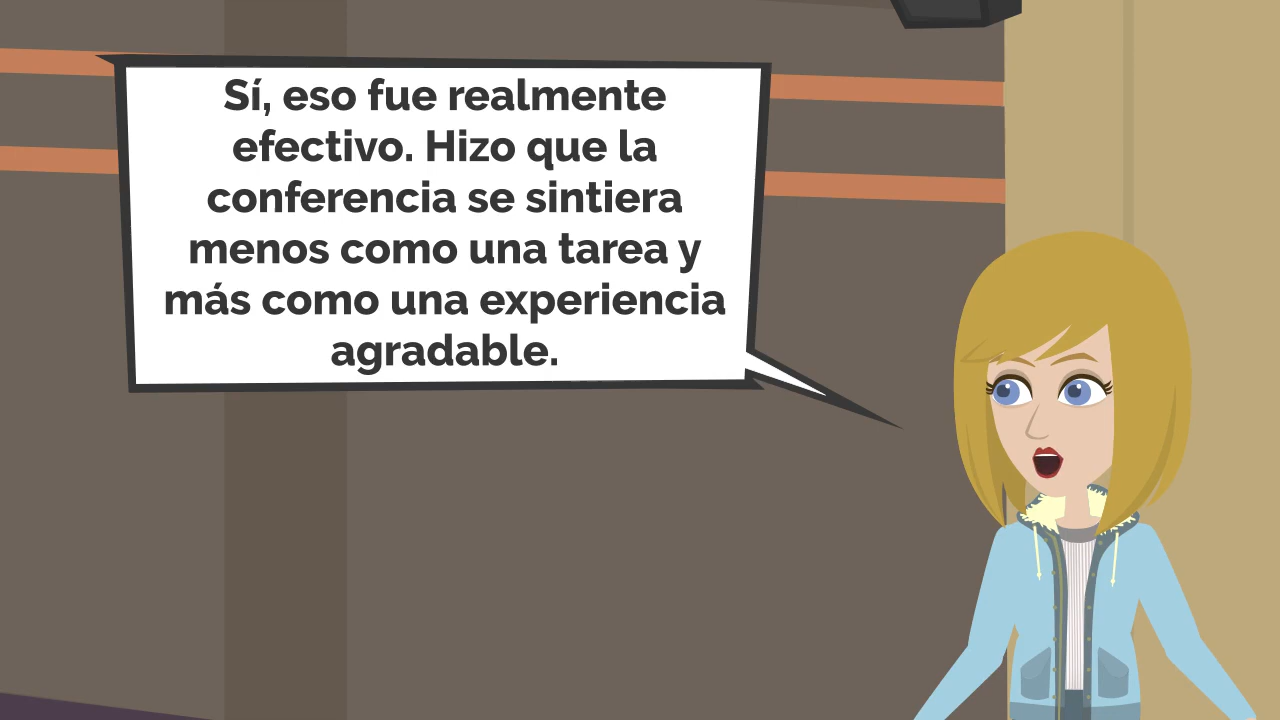 Sí, eso fue realmente
efectivo. Hizo que la
conferencia se sintiera
menos como una tarea y
más como una experiencia
agradable.